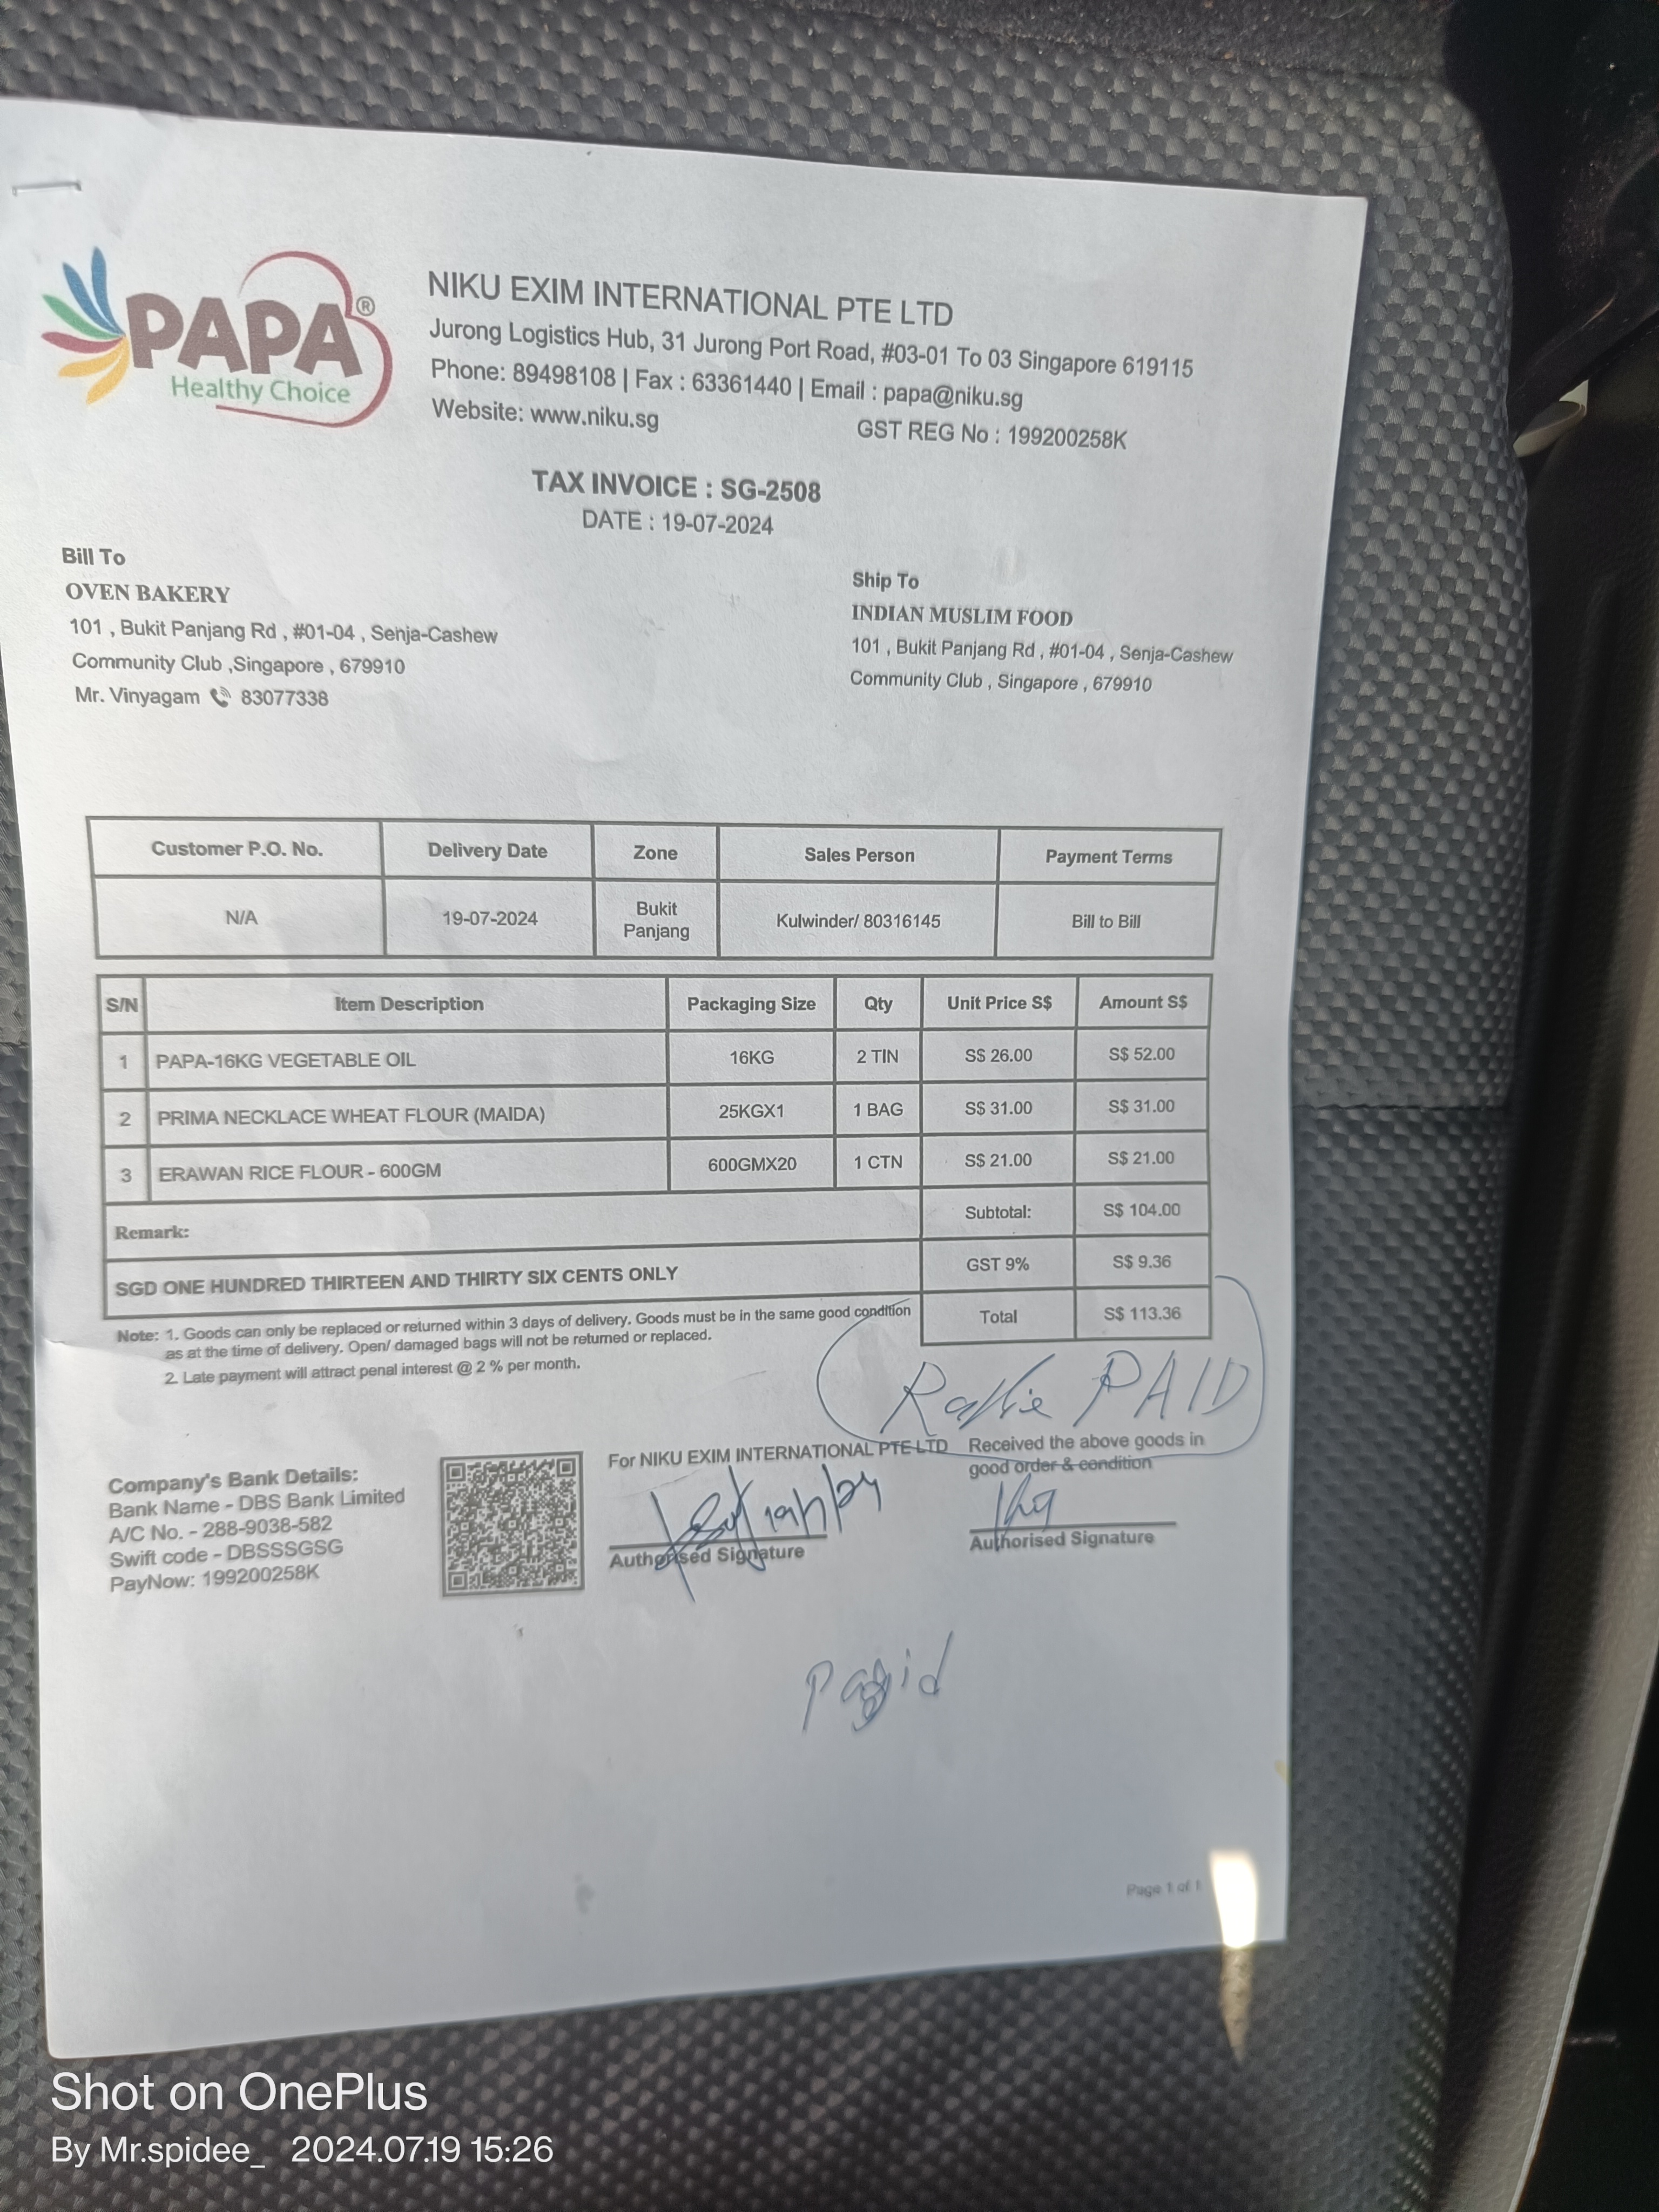 PAPA®
Healthy Choice
NIKU EXIM INTERNATIONAL PTE LTD
Jurong Logistics Hub, 31 Jurong Port Road, #03-01 To 03 Singapore 619115
Phone: 89498108 | Fax : 63361440 | Email : papa@niku.sg
Website: www.niku.sg GST REG No : 199200258K
TAX INVOICE : SG-2508
DATE : 19-07-2024
Bill To
OVEN BAKERY
101 , Bukit Panjang Rd , #01-04 , Senja-Cashew
Community Club ,Singapore , 679910
Mr. Vinyagam 83077338
Ship To
INDIAN MUSLIM FOOD
101 , Bukit Panjang Rd , #01-04 , Senja-Cashew
Community Club , Singapore , 679910
Customer P.O. No. Delivery Date Zone Sales Person Payment Terms
N/A 19-07-2024 Bukit Panjang Kulwinder/ 80316145 Bill to Bill
S/N Item Description Packaging Size Qty Unit Price S$ Amount S$
1 PAPA-16KG VEGETABLE OIL 16KG 2 TIN S$ 26.00 S$ 52.00
2 PRIMA NECKLACE WHEAT FLOUR (MAIDA) 25KGX1 1 BAG S$ 31.00 S$ 31.00
3 ERAWAN RICE FLOUR - 600GM 600GMX20 1 CTN S$ 21.00 S$ 21.00
Remark: Subtotal: S$ 104.00
GST 9% S$ 9.36
SGD ONE HUNDRED THIRTEEN AND THIRTY SIX CENTS ONLY
Total S$ 113.36
Note: 1. Goods can only be replaced or returned within 3 days of delivery. Goods must be in the same good condition
as at the time of delivery. Open/ damaged bags will not be returned or replaced.
2. Late payment will attract penal interest @ 2 % per month.
PAID
Company's Bank Details:
Bank Name - DBS Bank Limited
A/C No. - 288-9038-582
Swift code - DBSSSGSG
PayNow: 199200258K
For NIKU EXIM INTERNATIONAL PTE LTD
Authorised Signature
Received the above goods in
good order & condition
Authorised Signature
Page 1 of 1
Shot on OnePlus
By Mr.spidee_ 2024.07.19 15:26